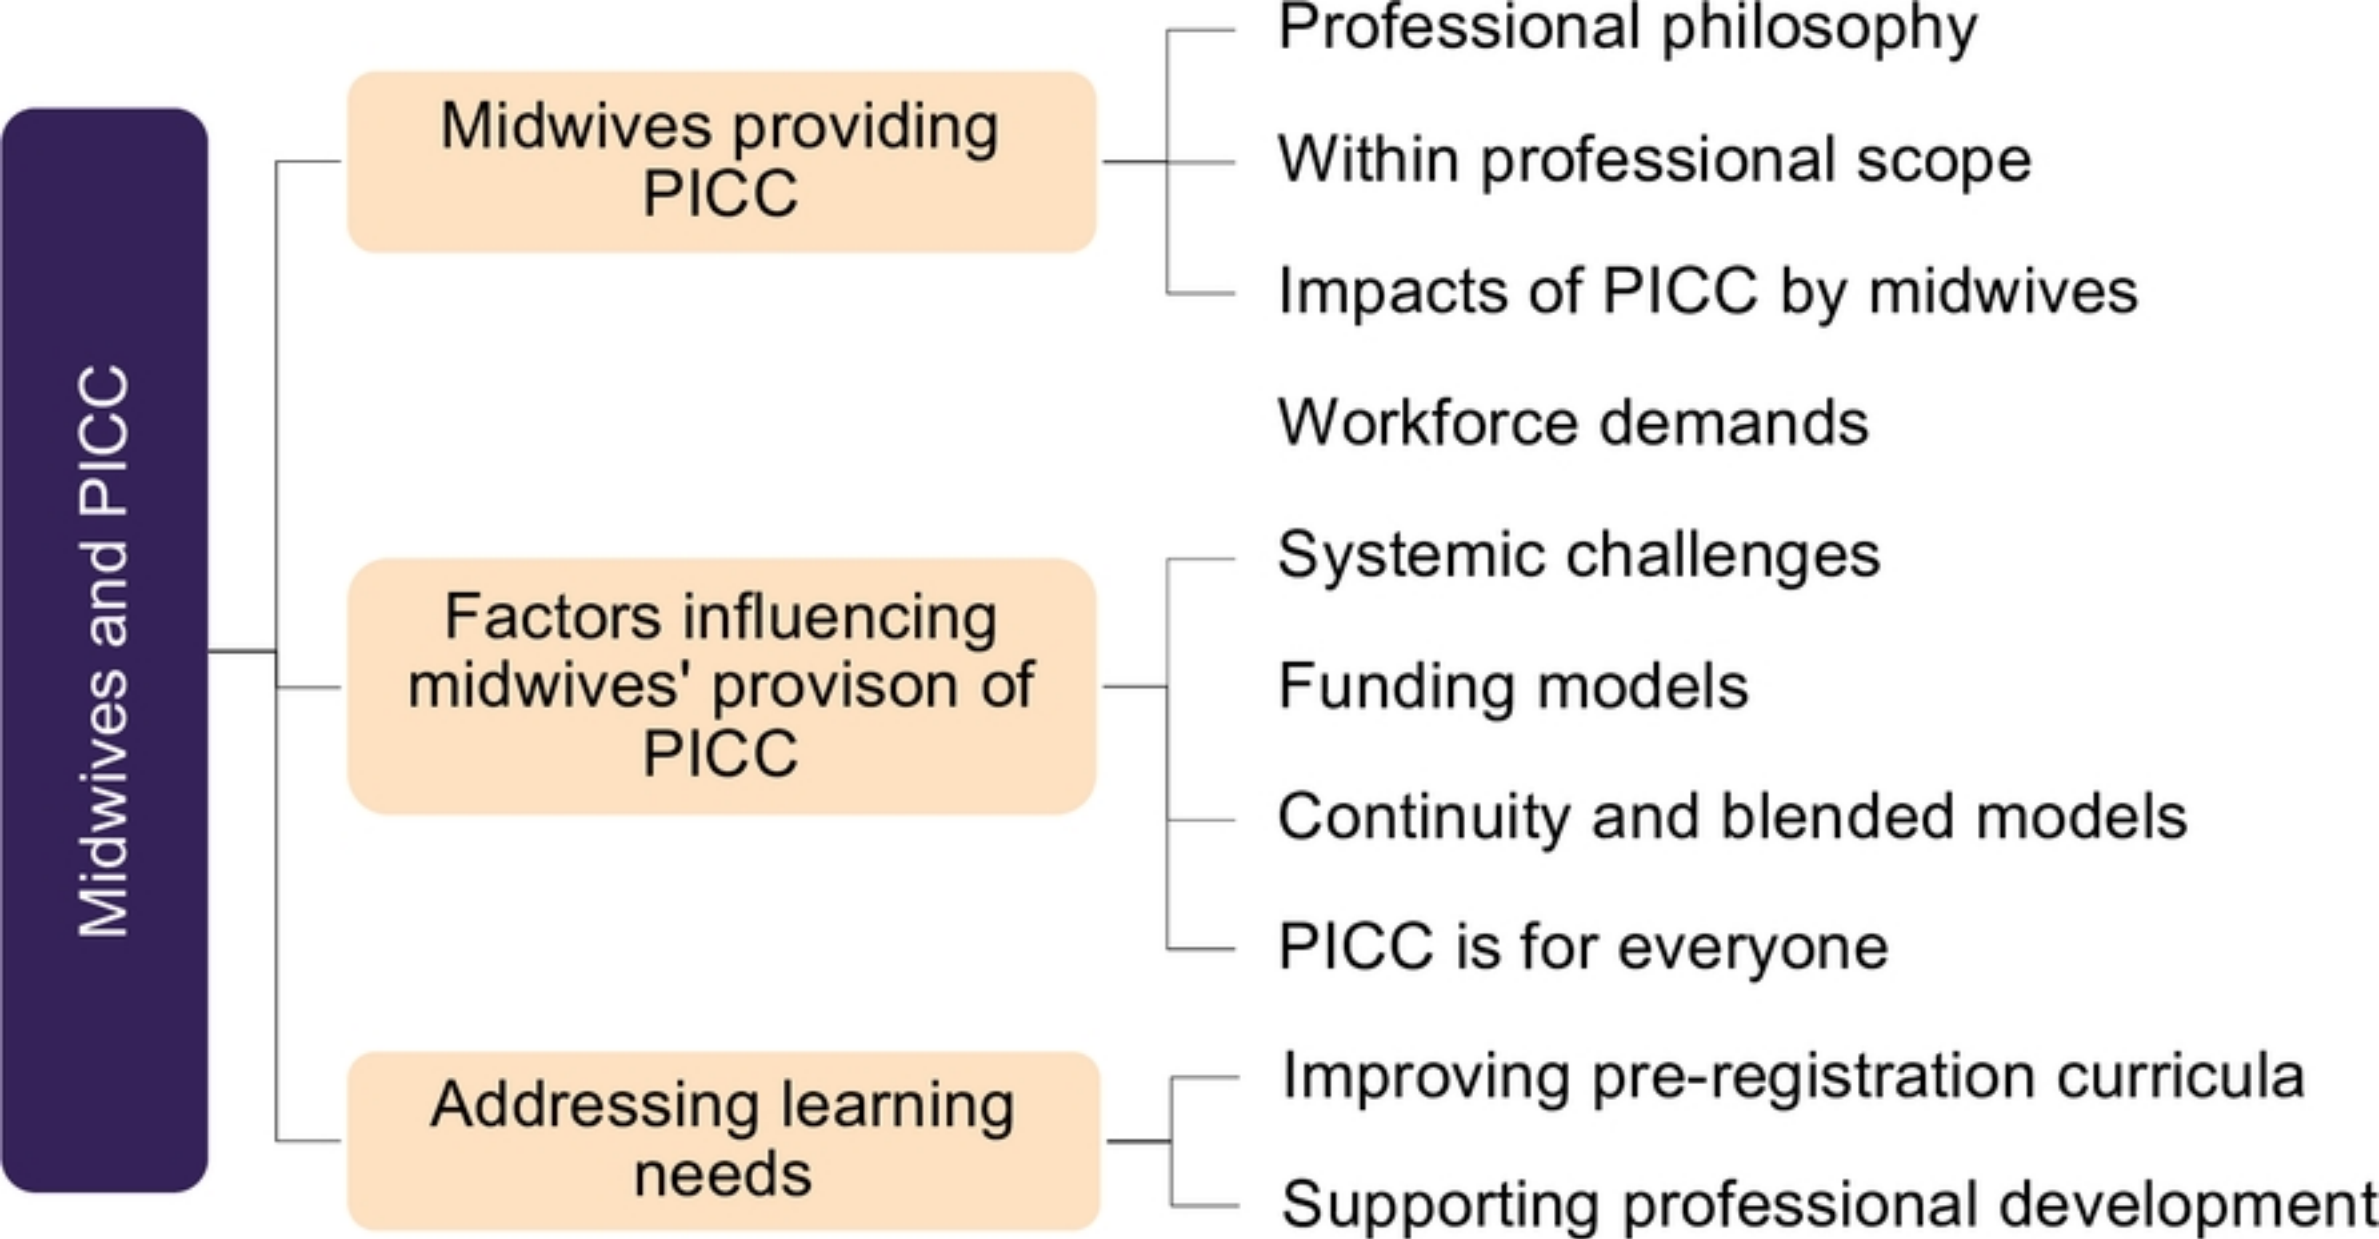 Midwives and PICC
Midwives providing
PICC
Professional philosophy
Within professional scope
Impacts of PICC by midwives
Factors influencing
midwives' provison of
PICC
Workforce demands
Systemic challenges
Funding models
Continuity and blended models
PICC is for everyone
Addressing learning
needs
Improving pre-registration curricula
Supporting professional development